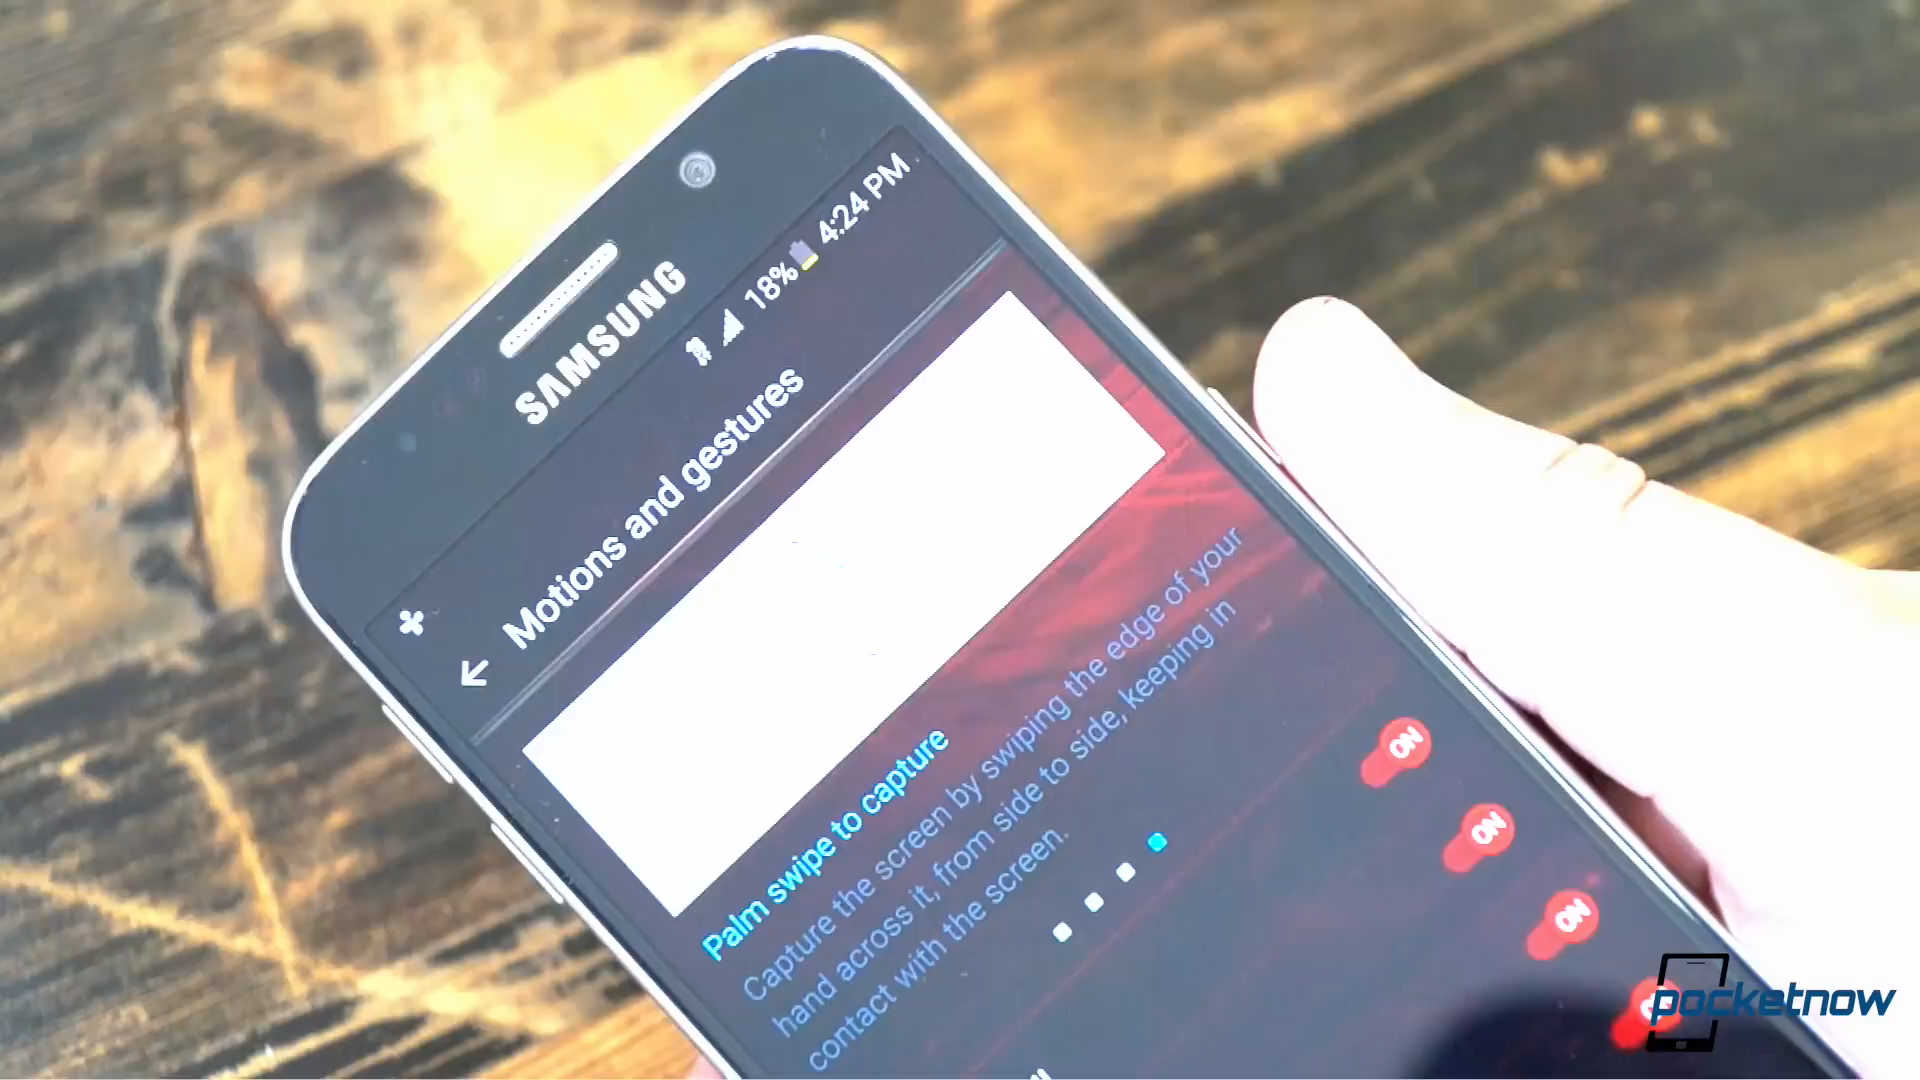 SAMSUNG
18% 4:24 PM
Motions and gestures
Palm swipe to capture
Capture the screen by swiping the edge of your
hand across it, from side to side, keeping in
contact with the screen.
ON
ON
ON
pocketnow